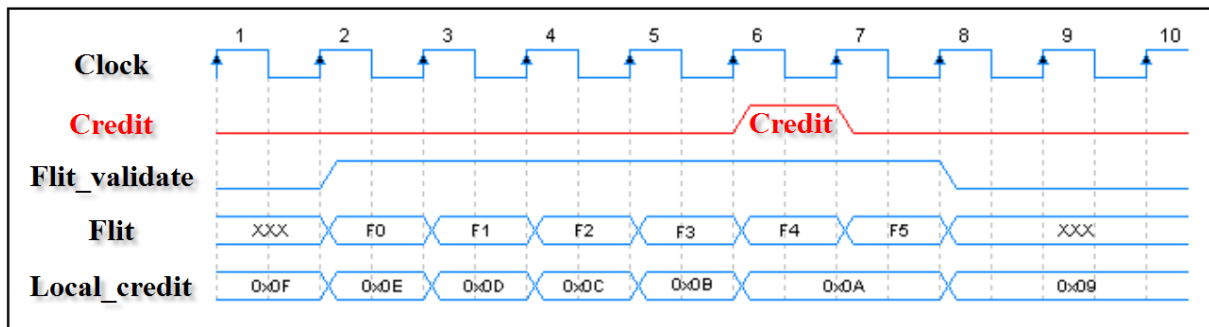 1 2 3 4 5 6 7 8 9 10
Clock
Credit Credit
Flit_validate
Flit XXX F0 F1 F2 F3 F4 F5 XXX
Local_credit 0x0F 0x0E 0x0D 0x0C 0x0B 0x0A 0x09